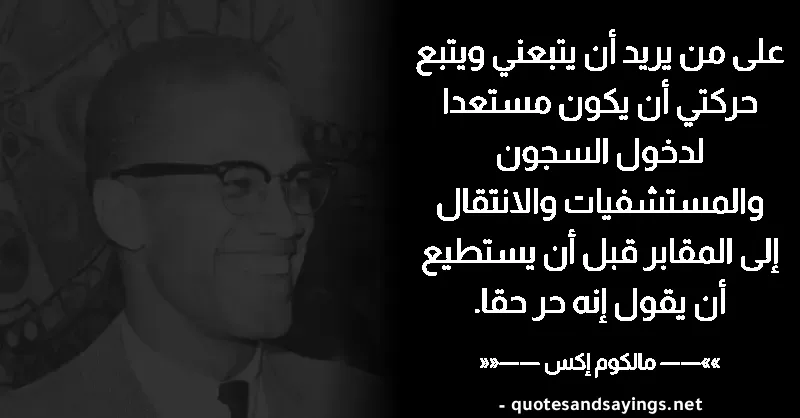 على من يريد أن يتبعني ويتبع
حركتي أن يكون مستعدا
لدخول السجون
والمستشفيات والانتقال
إلى المقابر قبل أن يستطيع
أن يقول إنه حر حقا.
»—— مالكوم إكس ——««
- quotesandsayings.net